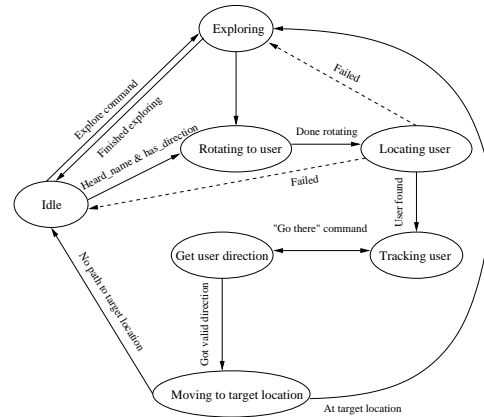 Exploring
Failed
Explore command
Finished exploring
Heard_name & has_direction
Done rotating
Rotating to user
Locating user
Failed
Idle
User found
"Go there" command
Get user direction
Tracking user
No path to target location
Got valid direction
Moving to target location
At target location